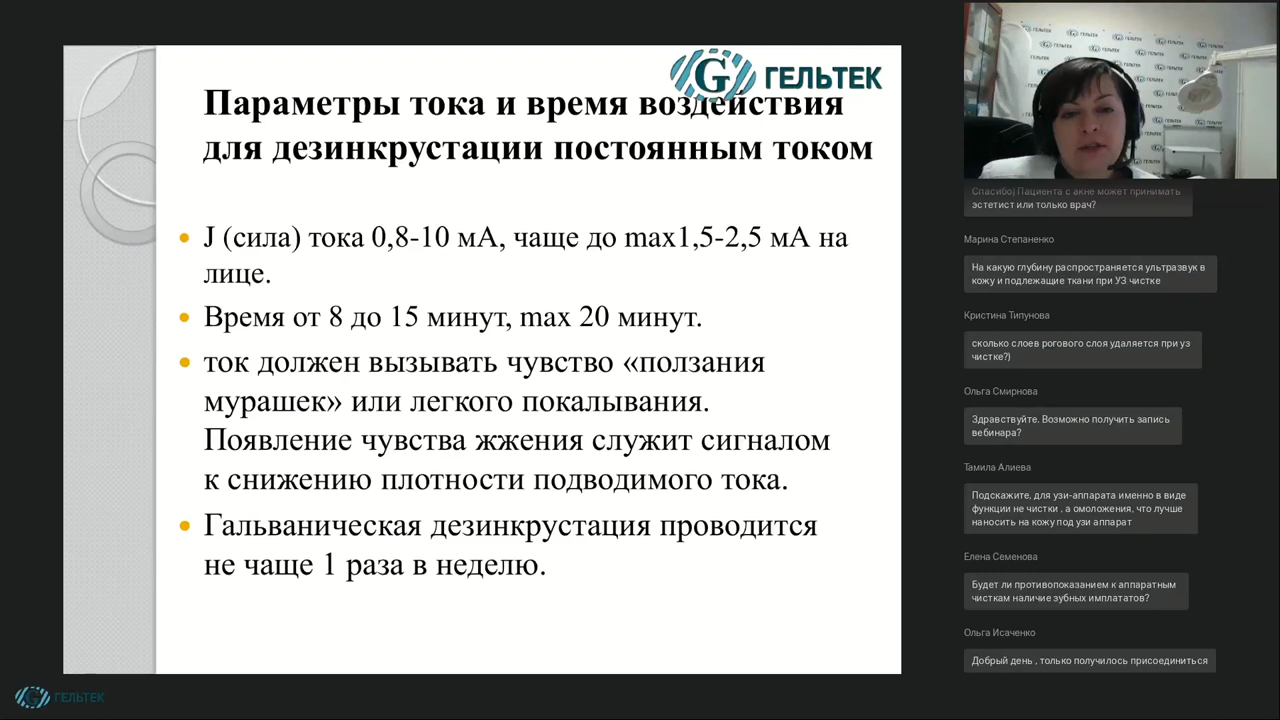 ГЕЛЬТЕК
Параметры тока и время воздействия
для дезинкрустации постоянным током
J (сила) тока 0,8-10 мА, чаще до max1,5-2,5 мА на
лице.
Время от 8 до 15 минут, max 20 минут.
ток должен вызывать чувство «ползания
мурашек» или легкого покалывания.
Появление чувства жжения служит сигналом
к снижению плотности подводимого тока.
Гальваническая дезинкрустация проводится
не чаще 1 раза в неделю.
ГЕЛЬТЕК
Спасибо) Пациента с акне может принимать
эстетист или только врач?
Марина Степаненко
На какую глубину распространяется ультразвук в
кожу и подлежащие ткани при УЗ чистке
Кристина Типунова
сколько слоев рогового слоя удаляется при уз
чистке?)
Ольга Смирнова
Здравствуйте. Возможно получить запись
вебинара?
Тамила Алиева
Подскажите, для узи-аппарата именно в виде
функции не чистки , а омоложения, что лучше
наносить на кожу под узи аппарат
Елена Семенова
Будет ли противопоказанием к аппаратным
чисткам наличие зубных имплататов?
Ольга Исаченко
Добрый день , только получилось присоединиться